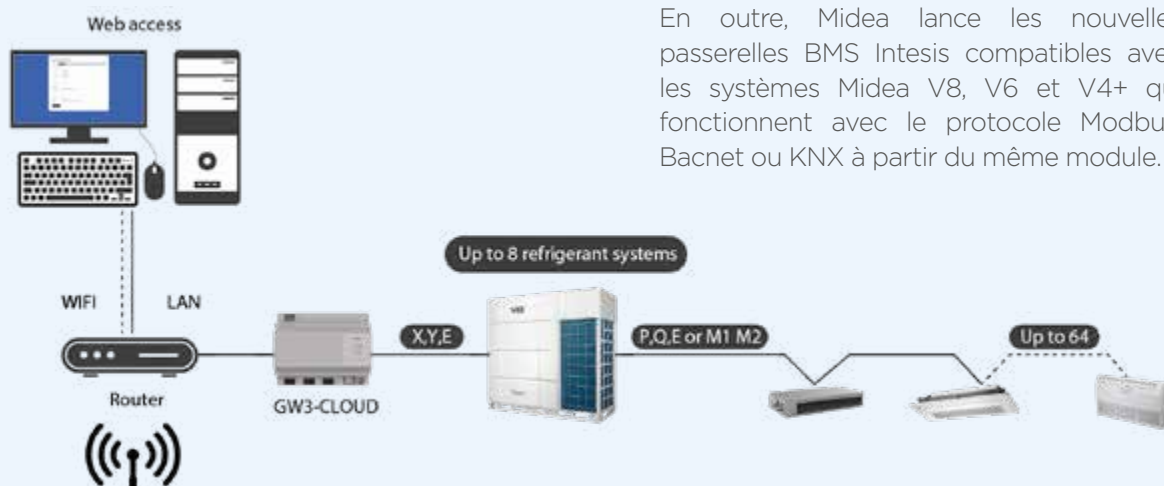 Web access
En outre, Midea lance les nouvelle
passerelles BMS Intesis compatibles ave
les systèmes Midea V8, V6 et V4+ qu
fonctionnent avec le protocole Modbu
Bacnet ou KNX à partir du même module.
Up to 8 refrigerant systems
WIFI
LAN
X,Y,E
P,Q,E or M1 M2
Up to 64
Router
GW3-CLOUD